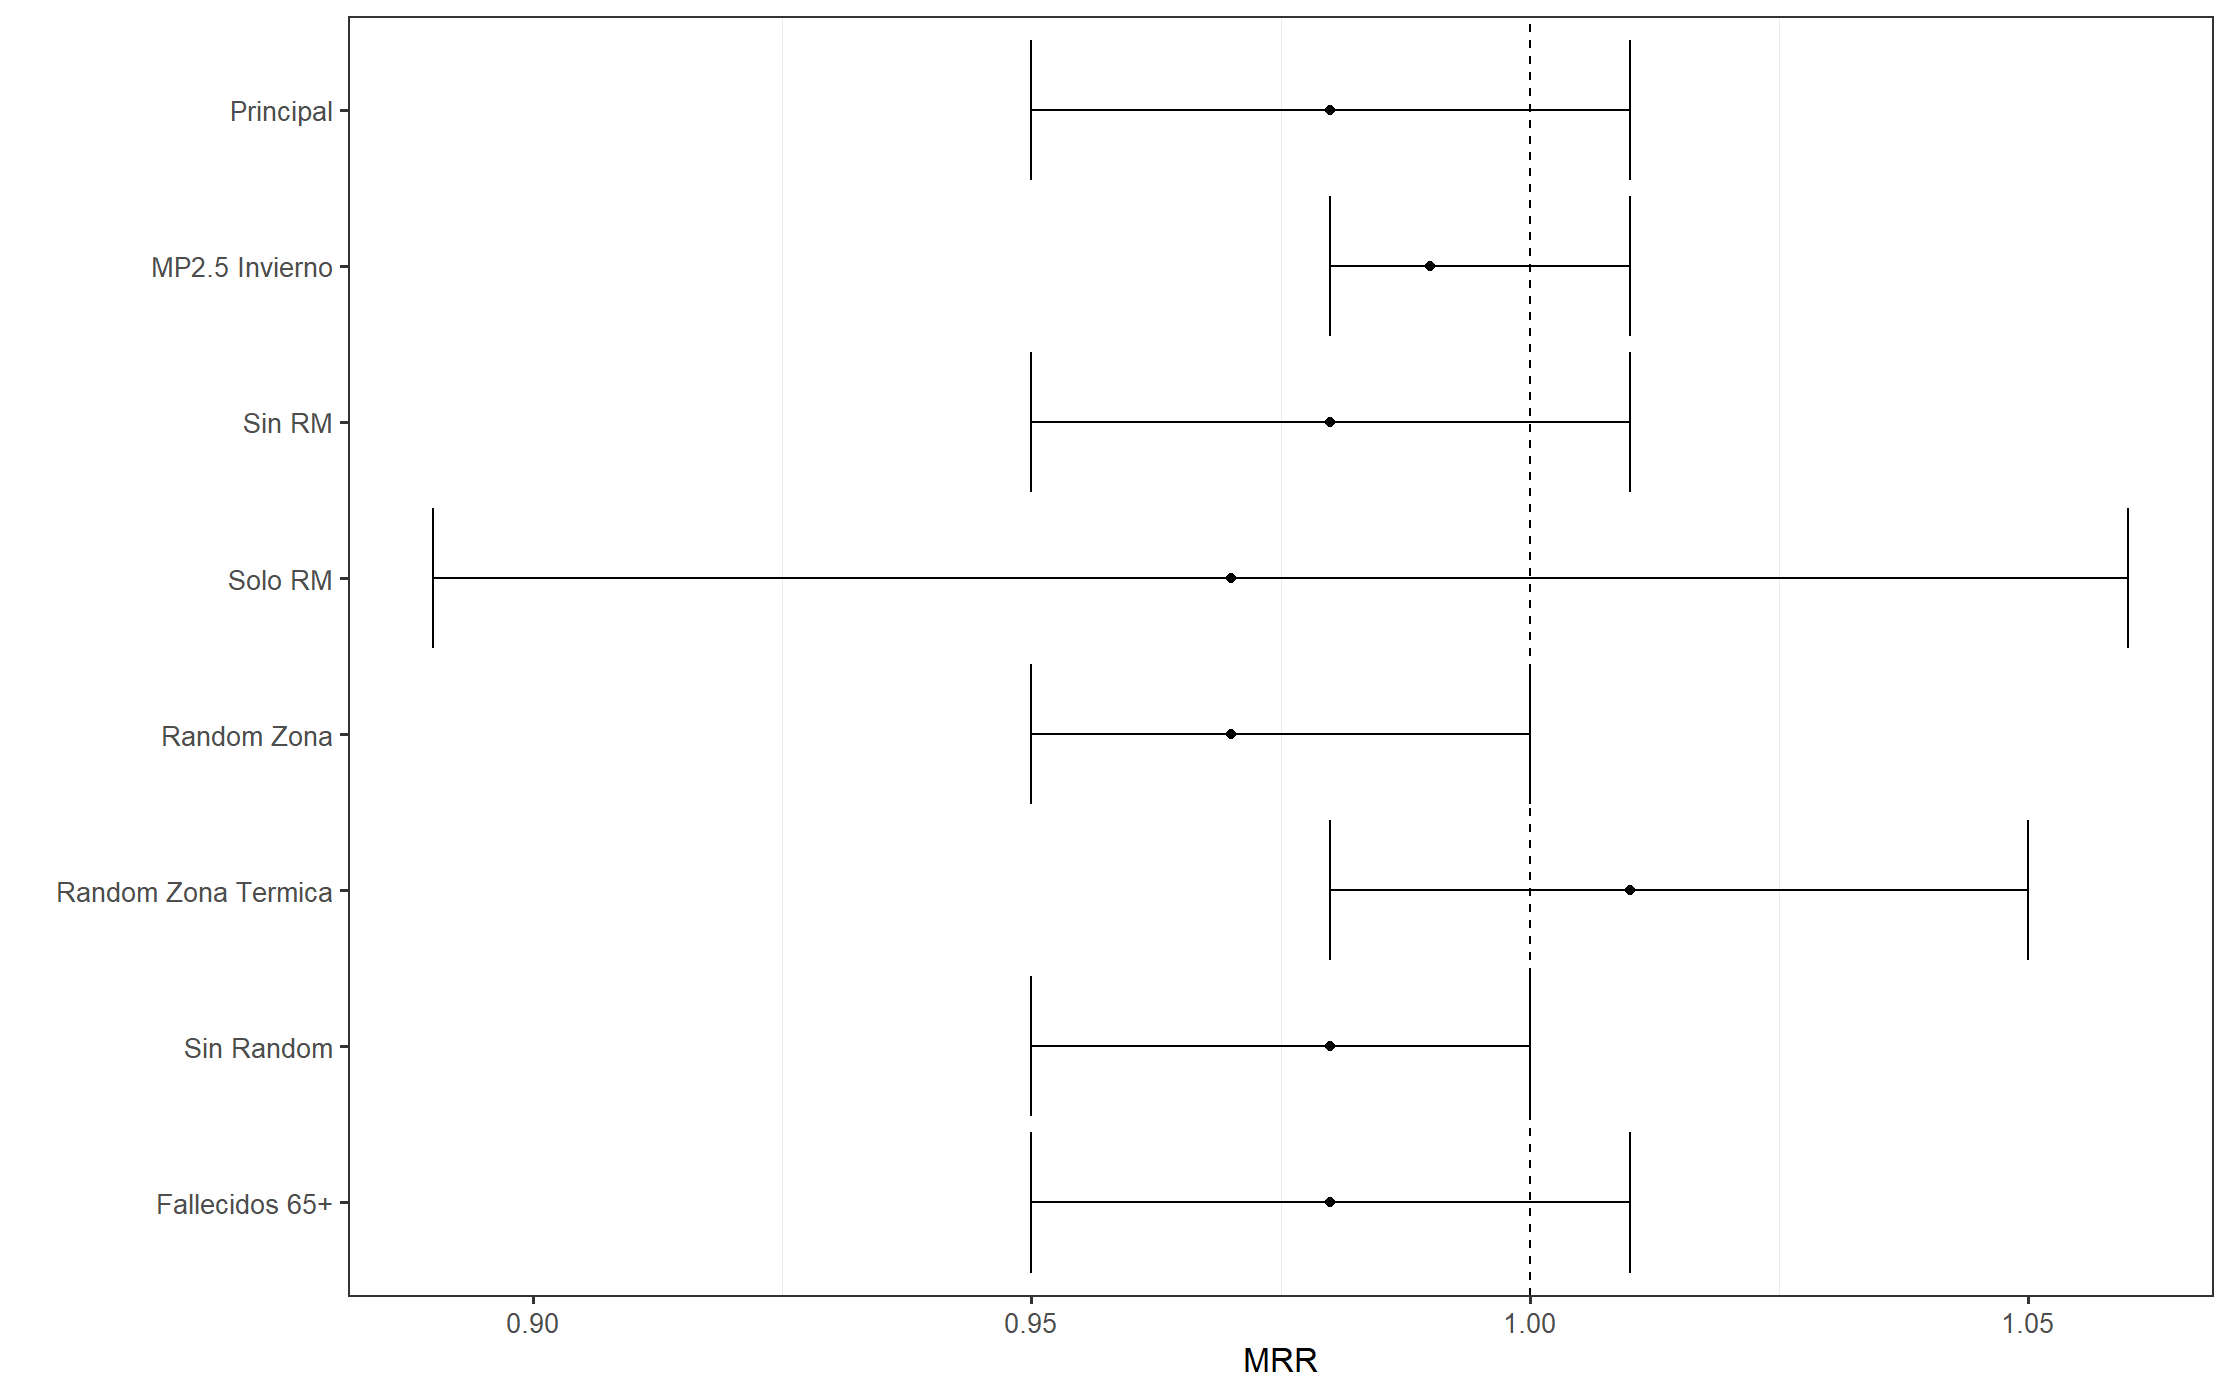 Principal
MP2.5 Invierno
Sin RM
Solo RM
Random Zona
Random Zona Termica
Sin Random
Fallecidos 65+
0.90 0.95 1.00 1.05
MRR